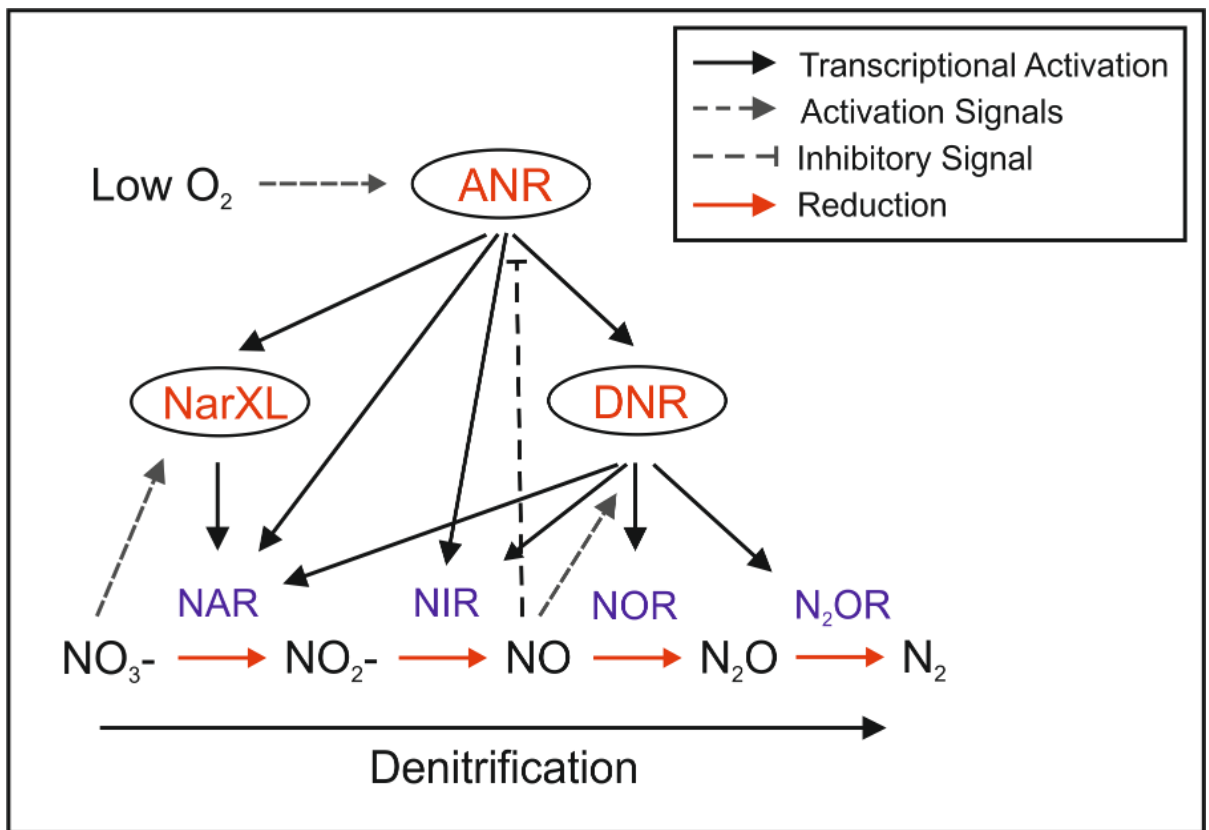 Transcriptional Activation
Activation Signals
Inhibitory Signal
Reduction
Low O₂
ANR
NarXL
DNR
NAR
NIR
NOR
N₂OR
NO₃-
NO₂-
NO
N₂O
N₂
Denitrification